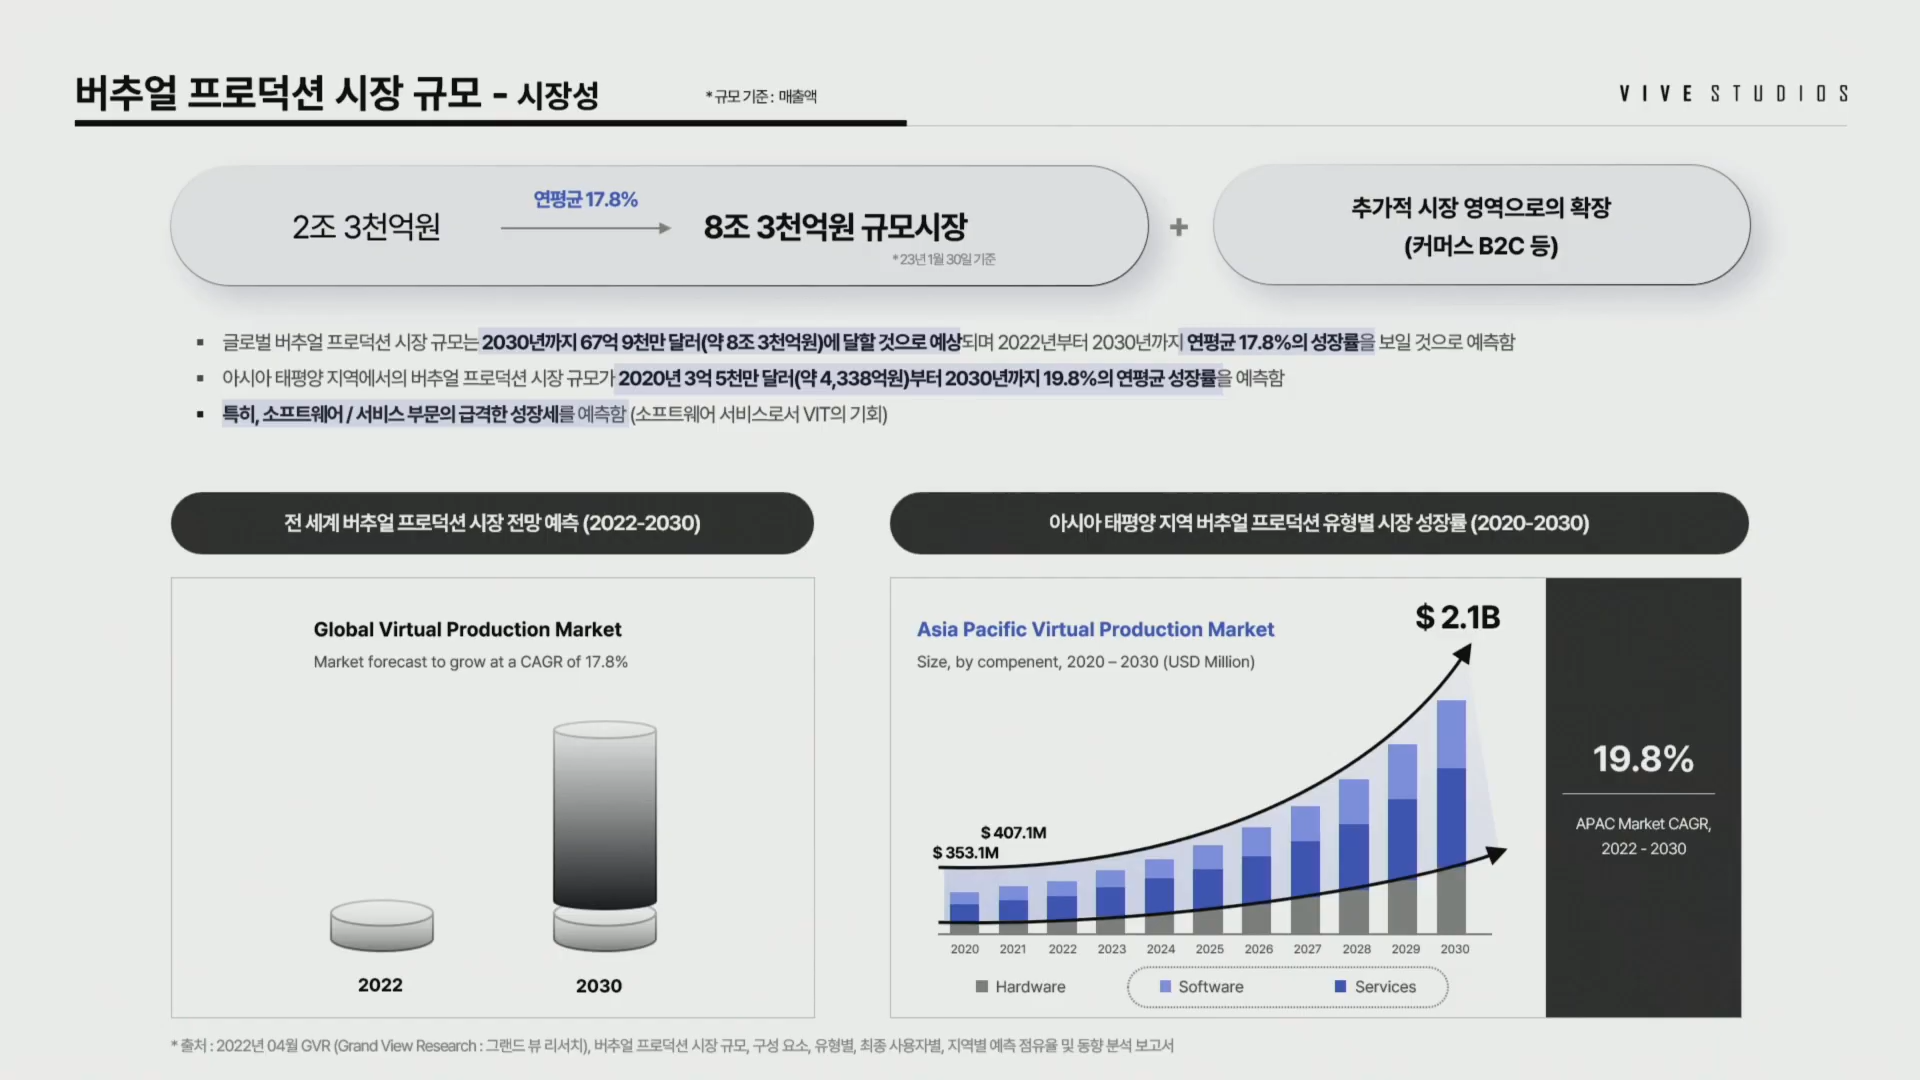 버추얼 프로덕션 시장 규모 - 시장성
* 규모 기준 : 매출액
VIVE STUDIOS
2조 3천억원
연평균 17.8%
8조 3천억원 규모시장
* 23년 1월 30일 기준
+
추가적 시장 영역으로의 확장
(커머스 B2C 등)
▪ 글로벌 버추얼 프로덕션 시장 규모는 2030년까지 67억 9천만 달러(약 8조 3천억원)에 달할 것으로 예상되며 2022년부터 2030년까지 연평균 17.8%의 성장률을 보일 것으로 예측함
▪ 아시아 태평양 지역에서의 버추얼 프로덕션 시장 규모가 2020년 3억 5천만 달러(약 4,338억원)부터 2030년까지 19.8%의 연평균 성장률을 예측함
▪ 특히, 소프트웨어 / 서비스 부문의 급격한 성장세를 예측함 (소프트웨어 서비스로서 VIT의 기회)
전 세계 버추얼 프로덕션 시장 전망 예측 (2022-2030)
Global Virtual Production Market
Market forecast to grow at a CAGR of 17.8%
2022
2030
아시아 태평양 지역 버추얼 프로덕션 유형별 시장 성장률 (2020-2030)
Asia Pacific Virtual Production Market
Size, by compenent, 2020 – 2030 (USD Million)
$ 2.1B
$ 407.1M
$ 353.1M
2020 2021 2022 2023 2024 2025 2026 2027 2028 2029 2030
Hardware
Software
Services
19.8%
APAC Market CAGR,
2022 - 2030
* 출처 : 2022년 04월 GVR (Grand View Research : 그랜드 뷰 리서치), 버추얼 프로덕션 시장 규모, 구성 요소, 유형별, 최종 사용자별, 지역별 예측 점유율 및 동향 분석 보고서